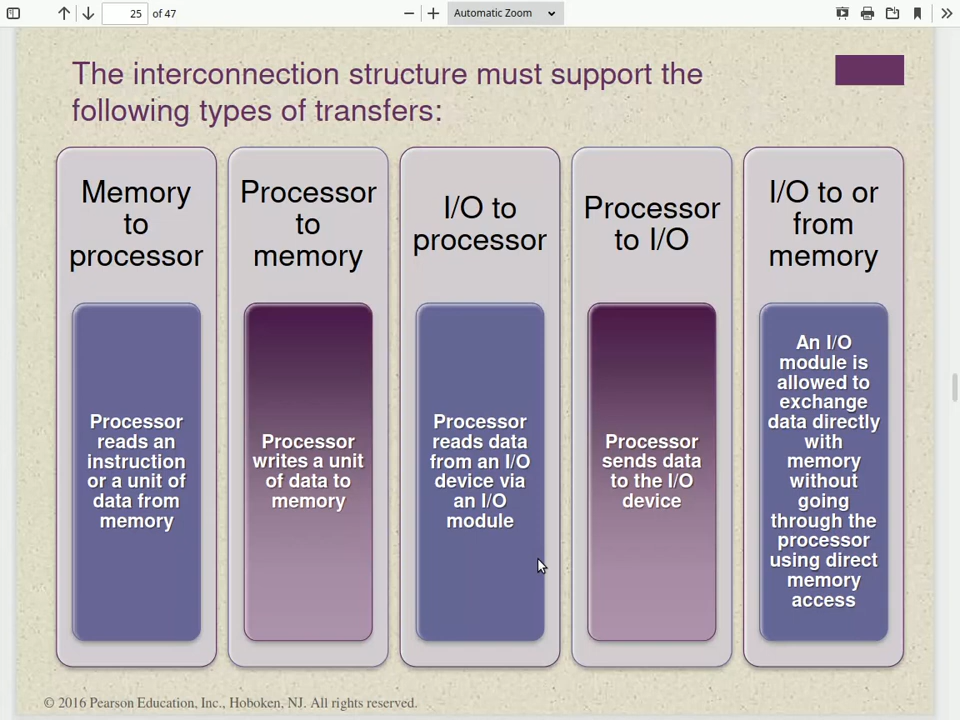 25 of 47 Automatic Zoom
The interconnection structure must support the
following types of transfers:
Memory
to
processor
Processor reads an
instruction
or a unit of
data from
memory
Processor
to
memory
Processor
writes a unit
of data to
memory
I/O to
processor
Processor
reads data
from an I/O
device via
an I/O
module
Processor
to I/O
Processor
sends data
to the I/O
device
I/O to or
from
memory
An I/O
module is
allowed to
exchange
data directly
with
memory
without
going
through the
processor
using direct
memory
access
© 2016 Pearson Education, Inc., Hoboken, NJ. All rights reserved.